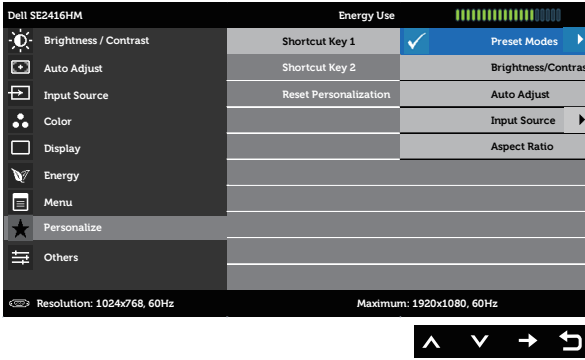 Dell SE2416HM Energy Use
Brightness / Contrast Shortcut Key 1 Preset Modes
Auto Adjust Shortcut Key 2 Brightness/Contras
Input Source Reset Personalization Auto Adjust
Color Input Source
Display Aspect Ratio
Energy
Menu
Personalize
Others
Resolution: 1024x768, 60Hz Maximum: 1920x1080, 60Hz